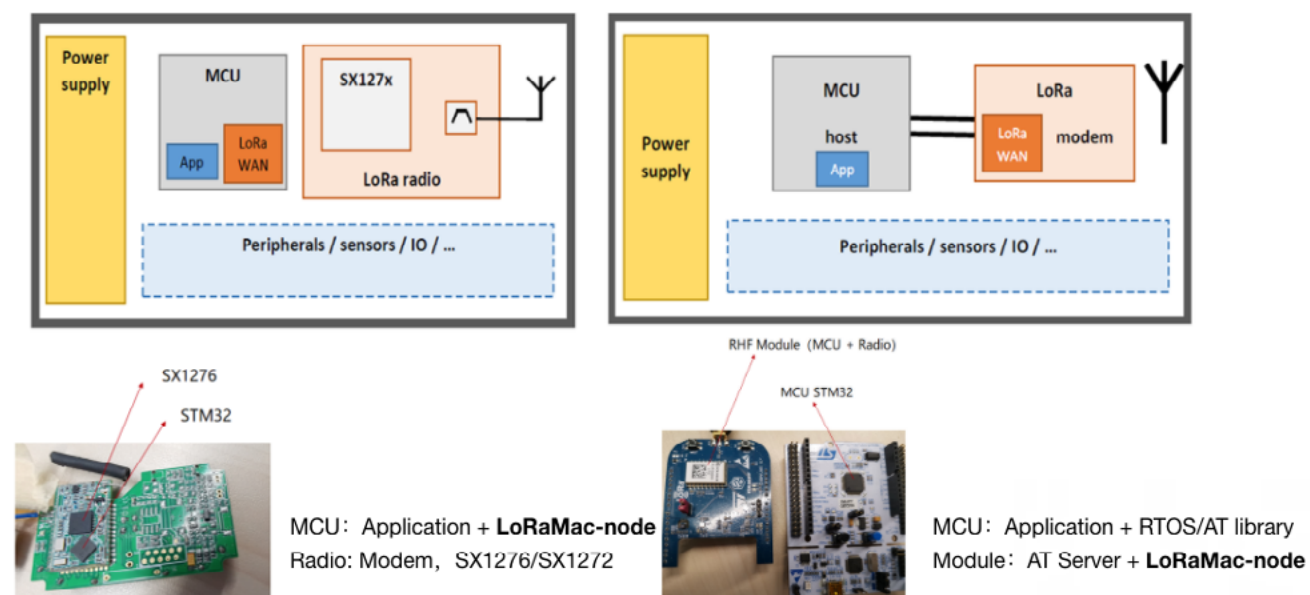 Power
supply
MCU
App
LoRa
WAN
SX127x
LoRa radio
Peripherals / sensors / IO / ...
Power
supply
MCU
host
App
LoRa
LoRa
WAN
modem
Peripherals / sensors / IO / ...
SX1276
STM32
MCU：Application + LoRaMac-node
Radio: Modem，SX1276/SX1272
RHF Module（MCU + Radio）
MCU STM32
MCU：Application + RTOS/AT library
Module：AT Server + LoRaMac-node